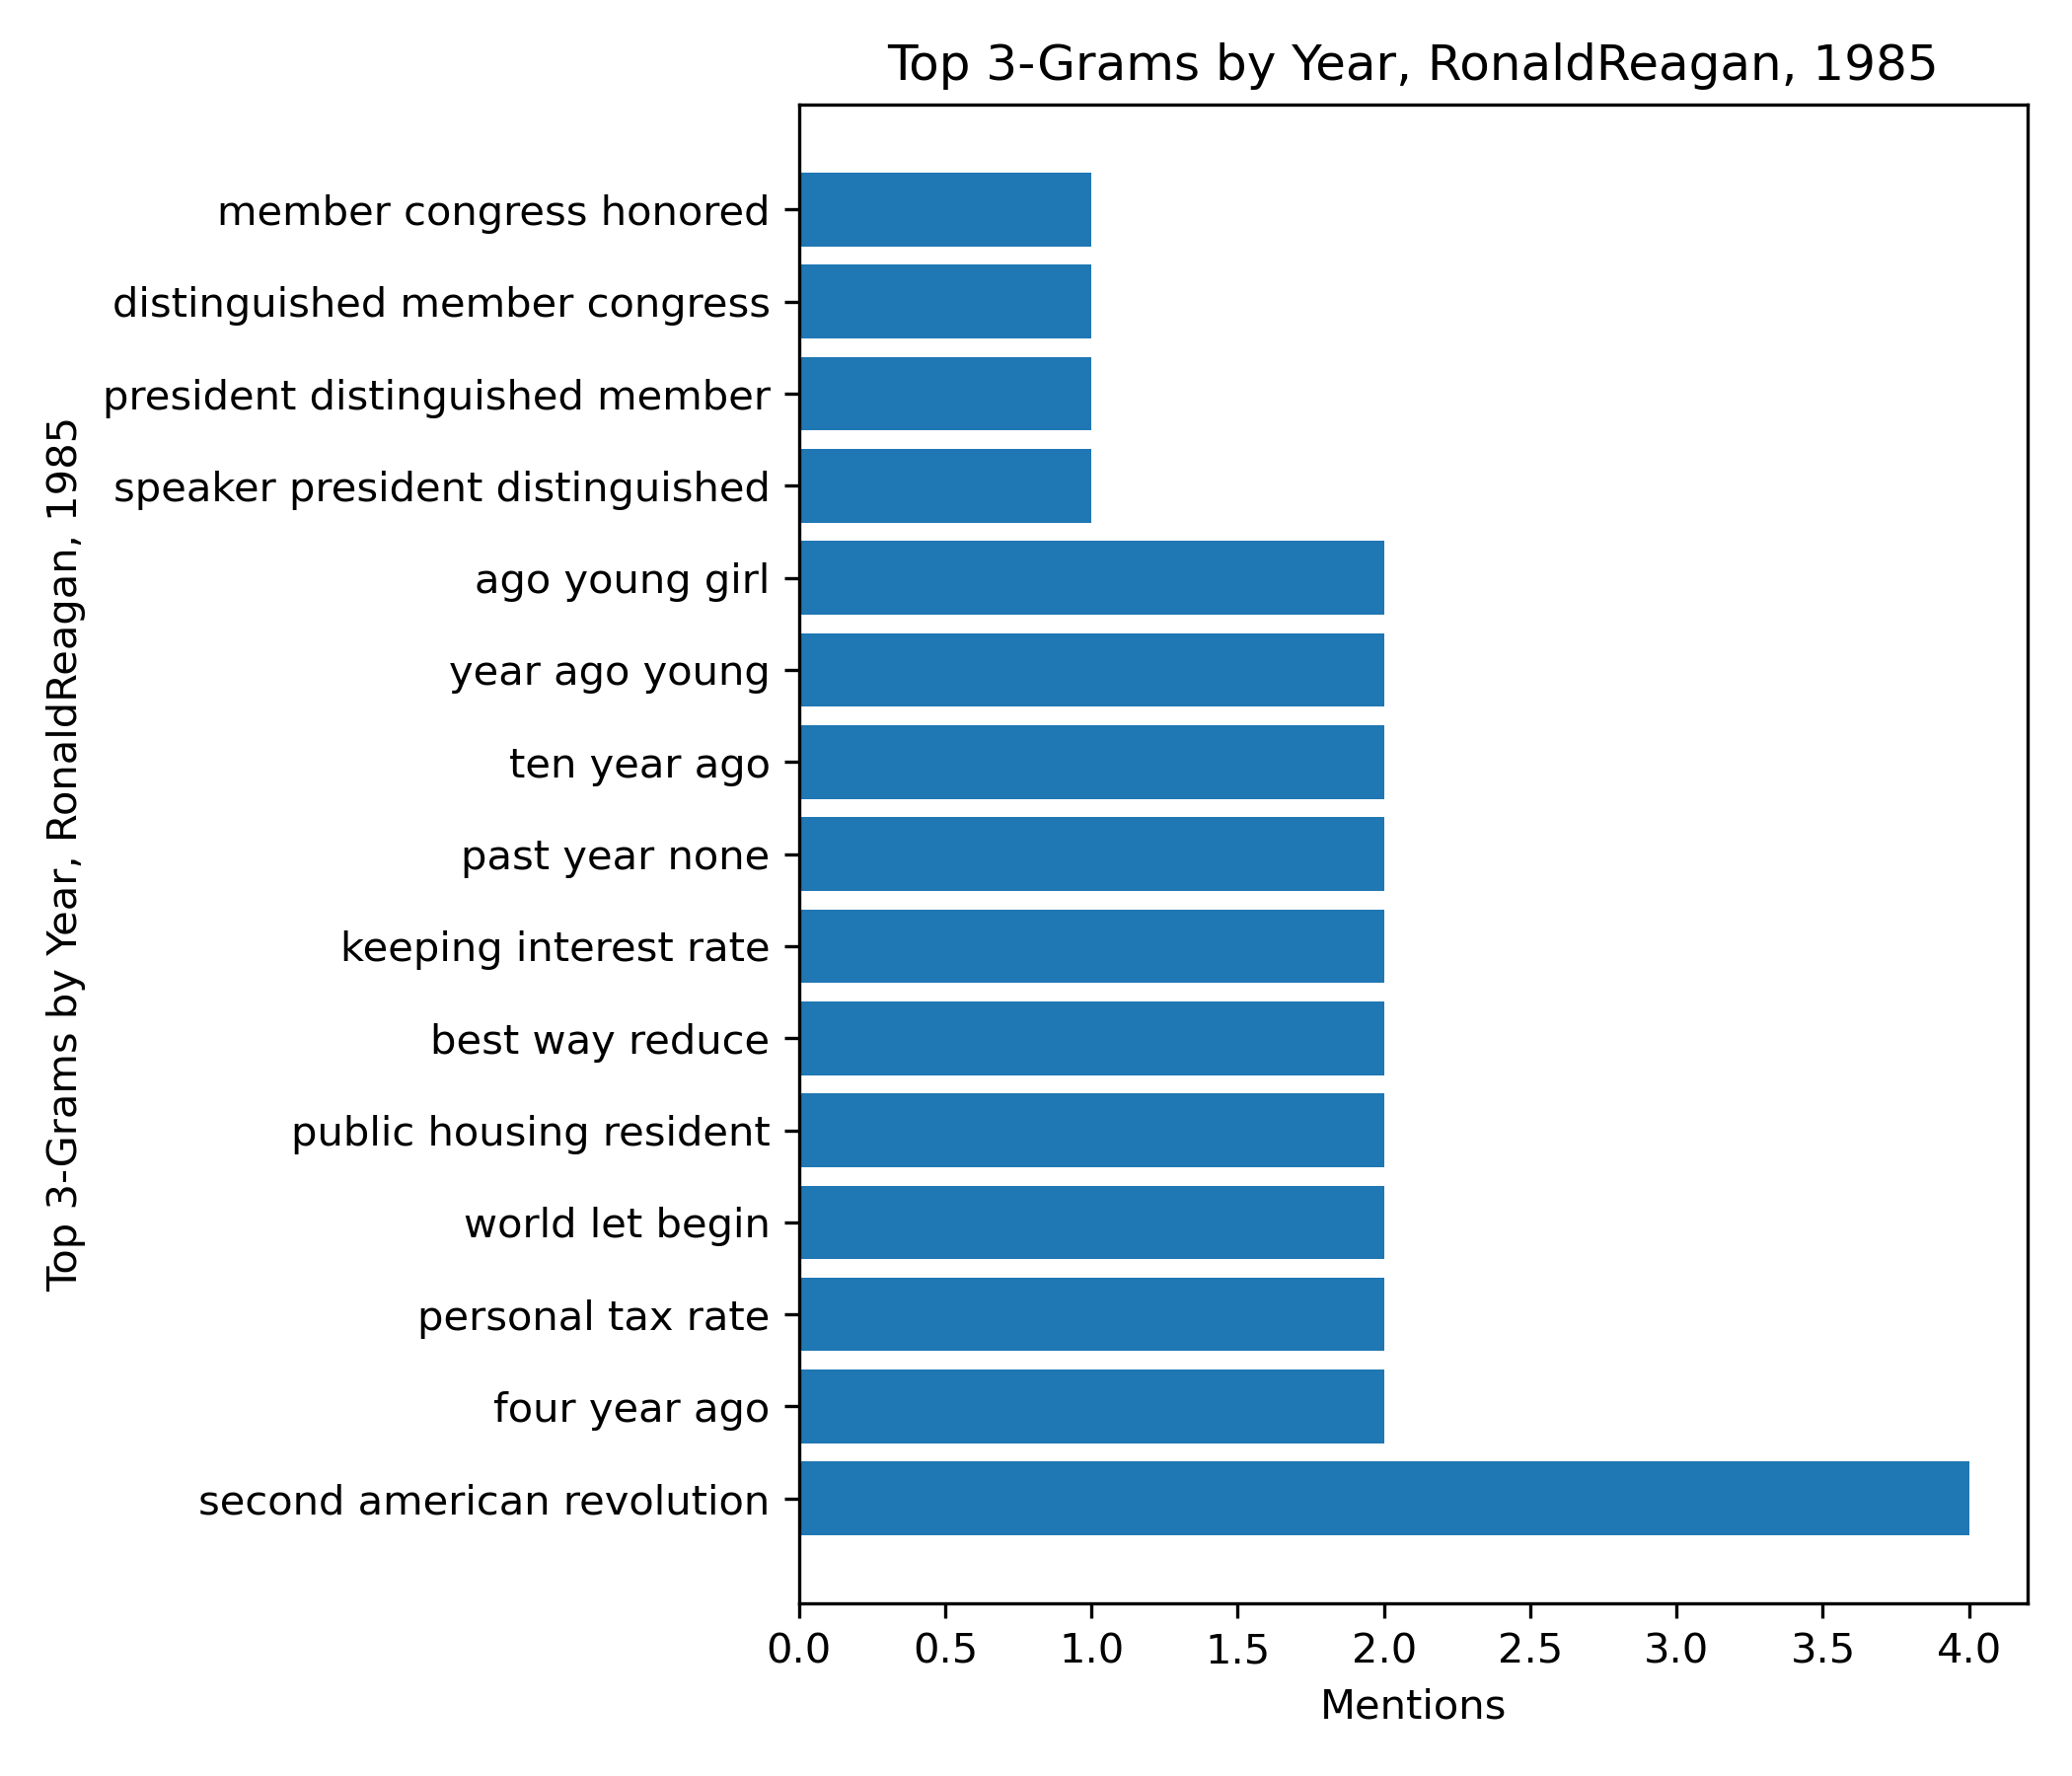 Top 3-Grams by Year, RonaldReagan, 1985
Top 3-Grams by Year, RonaldReagan, 1985
member congress honored
distinguished member congress
president distinguished member
speaker president distinguished
ago young girl
year ago young
ten year ago
past year none
keeping interest rate
best way reduce
public housing resident
world let begin
personal tax rate
four year ago
second american revolution
0.0 0.5 1.0 1.5 2.0 2.5 3.0 3.5 4.0
Mentions